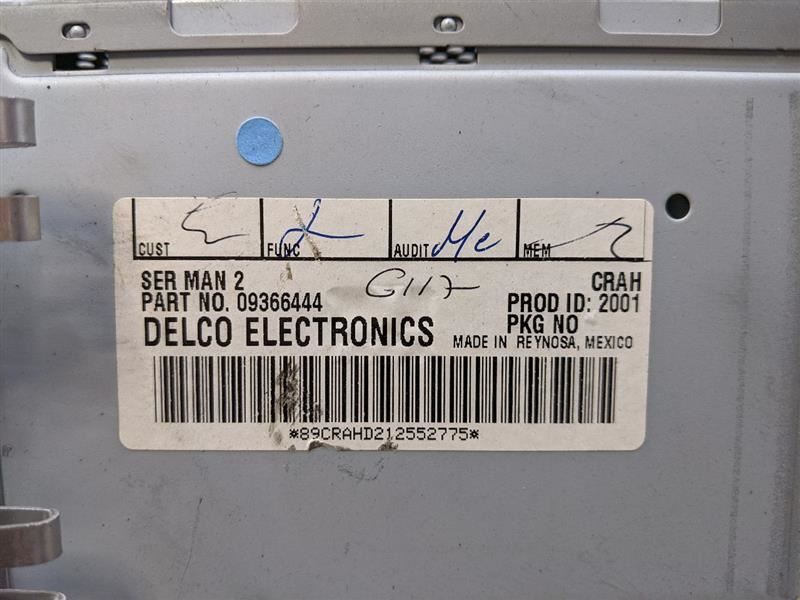 CUST FUNC AUDIT Me MEM
SER MAN 2 G117 CRAH
PART NO. 09366444 PROD ID: 2001
PKG NO
DELCO ELECTRONICS MADE IN REYNOSA, MEXICO
*89CRAHD212552775*